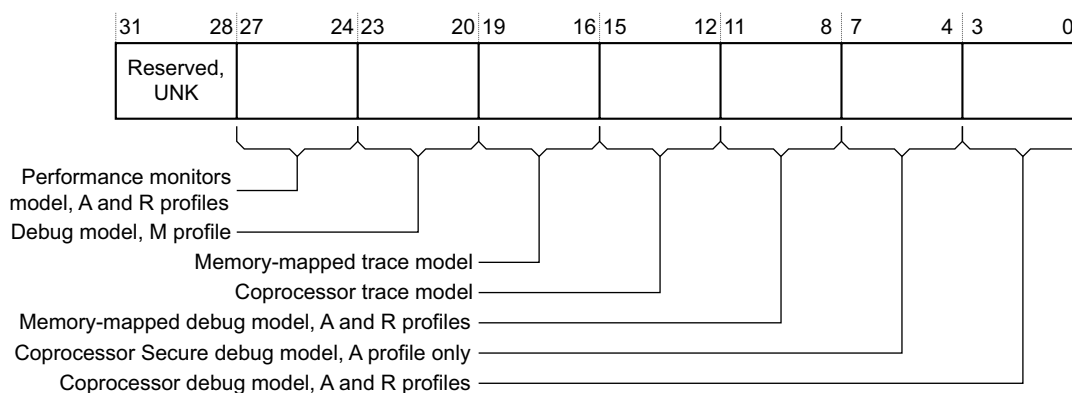 31 28 27 24 23 20 19 16 15 12 11 8 7 4 3 0
Reserved,
UNK
Performance monitors
model, A and R profiles
Debug model, M profile
Memory-mapped trace model
Coprocessor trace model
Memory-mapped debug model, A and R profiles
Coprocessor Secure debug model, A profile only
Coprocessor debug model, A and R profiles